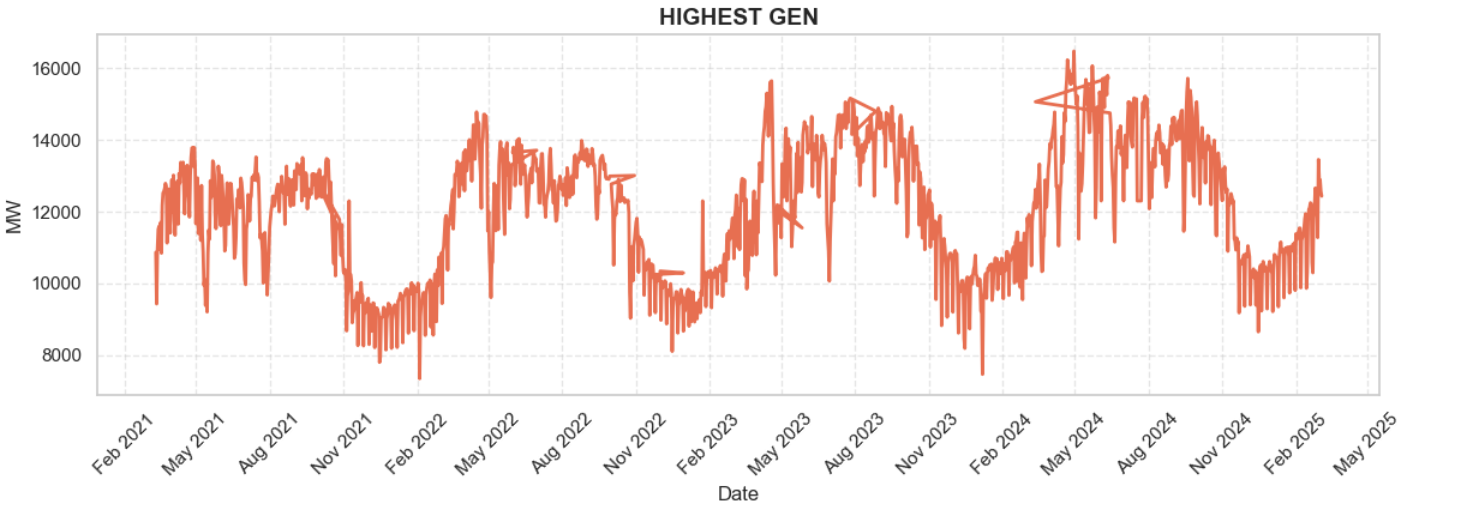 HIGHEST GEN
16000
14000
12000
10000
8000
MW
Feb 2021
May 2021
Aug 2021
Nov 2021
Feb 2022
May 2022
Aug 2022
Nov 2022
Feb 2023
May 2023
Aug 2023
Nov 2023
Feb 2024
May 2024
Aug 2024
Nov 2024
Feb 2025
May 2025
Date